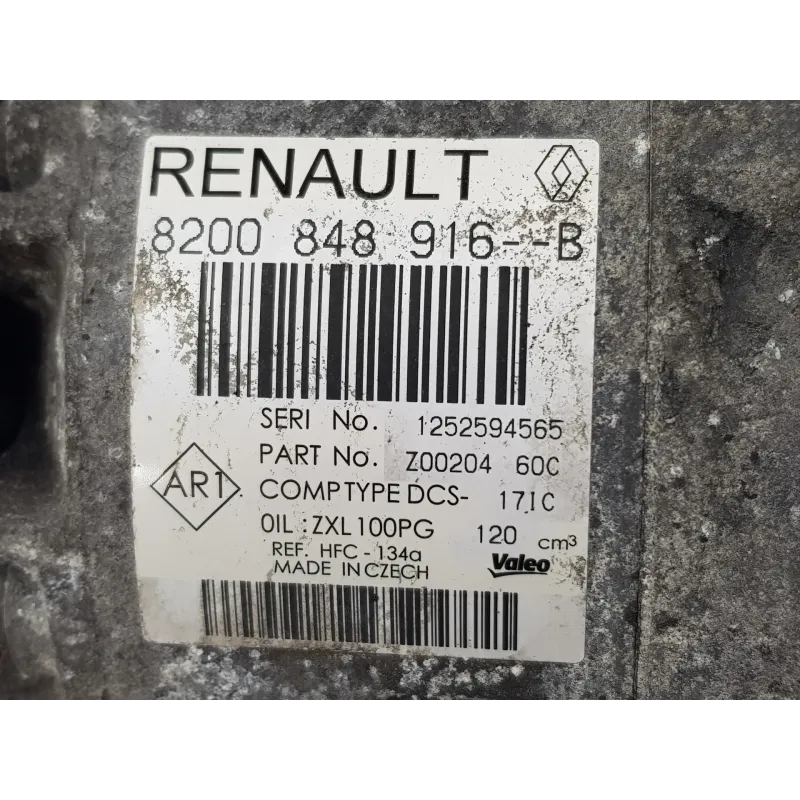 RENAULT
8200 848 916--B
SERI No. 1252594565
PART No. Z00204 60C
COMPTYPE DCS- 17IC
OIL : ZXL100PG 120 cm³
REF. HFC-134a
MADE IN CZECH
Valeo
AR1